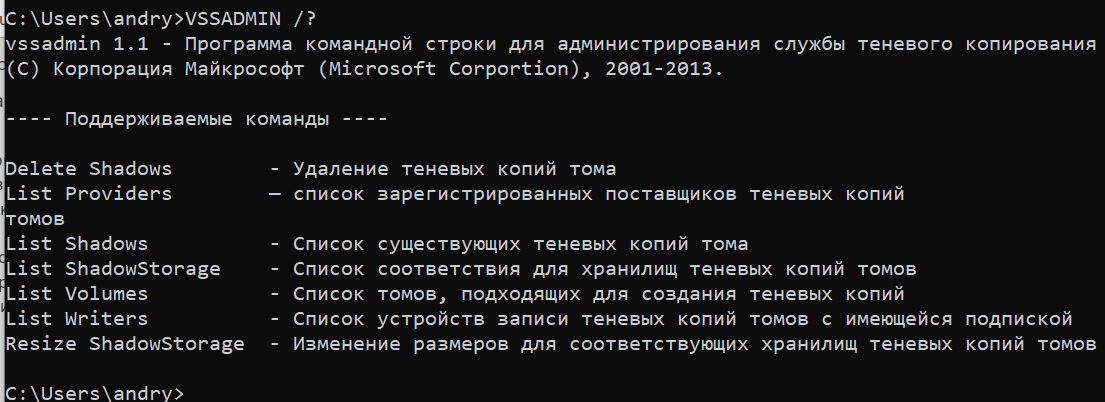 C:\Users\andry>VSSADMIN /?
vssadmin 1.1 - Программа командной строки для администрирования службы теневого копирования
(C) Корпорация Майкрософт (Microsoft Corportion), 2001-2013.
---- Поддерживаемые команды ----
Delete Shadows        - Удаление теневых копий тома
List Providers        — список зарегистрированных поставщиков теневых копий
томов
List Shadows          - Список существующих теневых копий тома
List ShadowStorage    - Список соответствия для хранилищ теневых копий томов
List Volumes          - Список томов, подходящих для создания теневых копий
List Writers          - Список устройств записи теневых копий томов с имеющейся подпиской
Resize ShadowStorage  - Изменение размеров для соответствующих хранилищ теневых копий томов
C:\Users\andry>